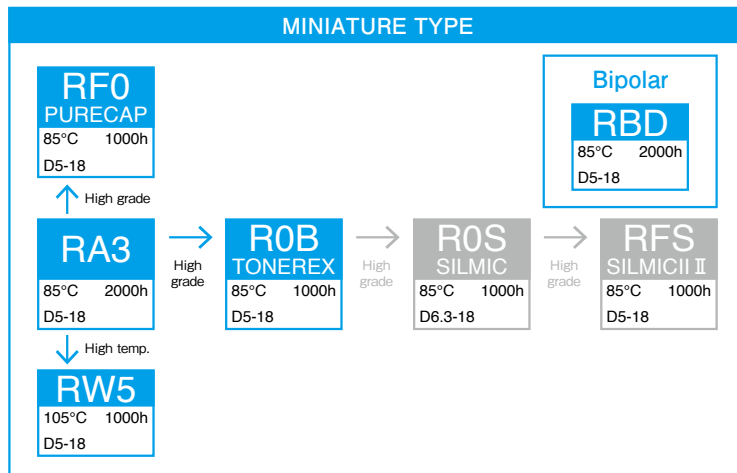 MINIATURE TYPE
RF0
PURECAP
85°C 1000h
D5-18
High grade
Bipolar
RBD
85°C 2000h
D5-18
RA3
85°C 2000h
D5-18
High
grade
R0B
TONEREX
85°C 1000h
D5-18
High
grade
R0S
SILMIC
85°C 1000h
D6.3-18
High
grade
RFS
SILMICII II
85°C 1000h
D5-18
High temp.
RW5
105°C 1000h
D5-18